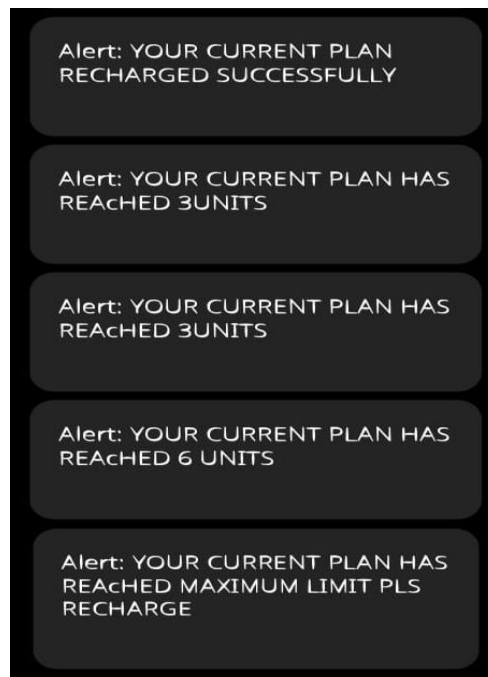 Alert: YOUR CURRENT PLAN
RECHARGED SUCCESSFULLY
Alert: YOUR CURRENT PLAN HAS
REAcHED 3UNITS
Alert: YOUR CURRENT PLAN HAS
REAcHED 3UNITS
Alert: YOUR CURRENT PLAN HAS
REAcHED 6 UNITS
Alert: YOUR CURRENT PLAN HAS
REAcHED MAXIMUM LIMIT PLS
RECHARGE